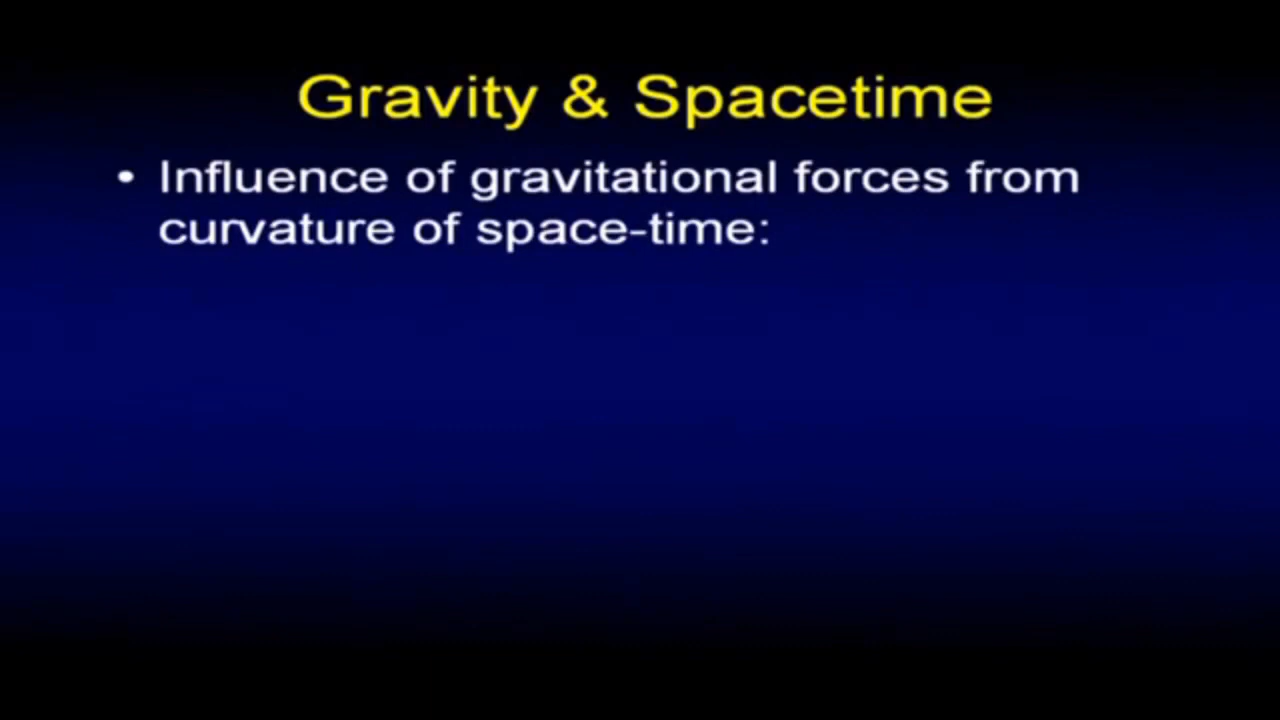 Gravity & Spacetime
• Influence of gravitational forces from
curvature of space-time: